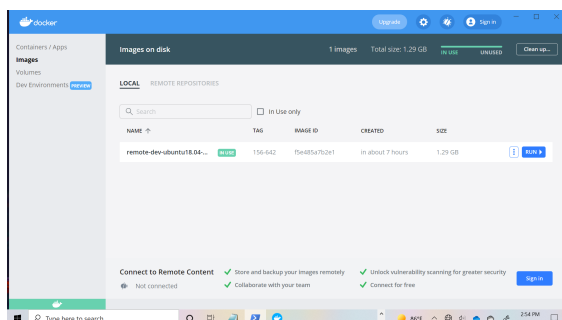 docker Upgrade Sign in
Containers / Apps
Images
Volumes
Dev Environments PREVIEW
Images on disk 1 images Total size: 1.29 GB IN USE UNUSED Clean up...
LOCAL REMOTE REPOSITORIES
Search In Use only
NAME TAG IMAGE ID CREATED SIZE
remote-dev-ubuntu18.04-... IN USE 156-642 f5e485a7b2e1 in about 7 hours 1.29 GB RUN
Connect to Remote Content Store and backup your images remotely Unlock vulnerability scanning for greater security
Not connected Collaborate with your team Connect for free Sign in
Type here to search 86°F 2:54 PM